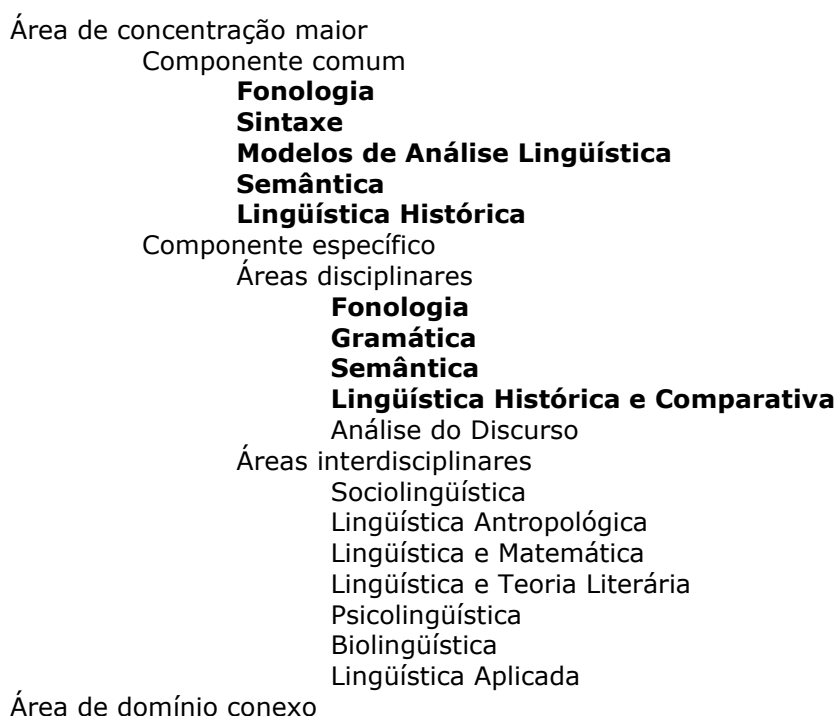 Área de concentração maior
Componente comum
Fonologia
Sintaxe
Modelos de Análise Lingüística
Semântica
Lingüística Histórica
Componente específico
Áreas disciplinares
Fonologia
Gramática
Semântica
Lingüística Histórica e Comparativa
Análise do Discurso
Áreas interdisciplinares
Sociolingüística
Lingüística Antropológica
Lingüística e Matemática
Lingüística e Teoria Literária
Psicolingüística
Biolingüística
Lingüística Aplicada
Área de domínio conexo